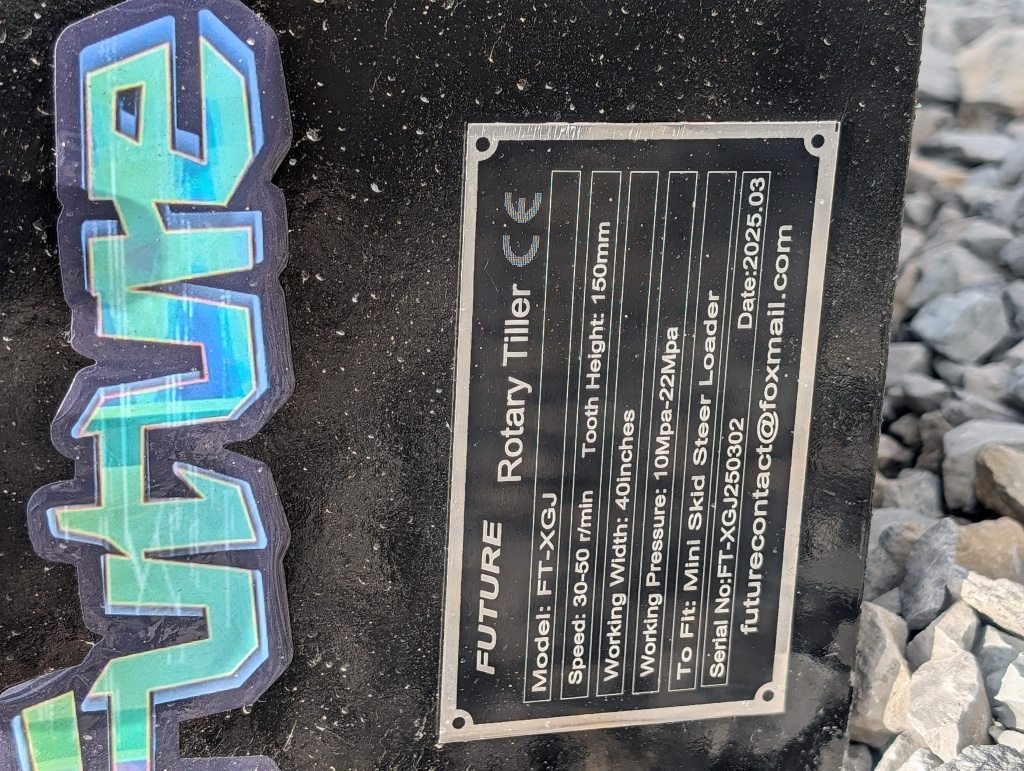 Future
FUTURE Rotary Tiller CE
Model: FT-XGJ
Speed: 30-50 r/min Tooth Height: 150mm
Working Width: 40inches
Working Pressure: 10Mpa-22Mpa
To Fit: Mini Skid Steer Loader
Serial No:FT-XGJ250302 Date:2025.03
futurecontact@foxmail.com